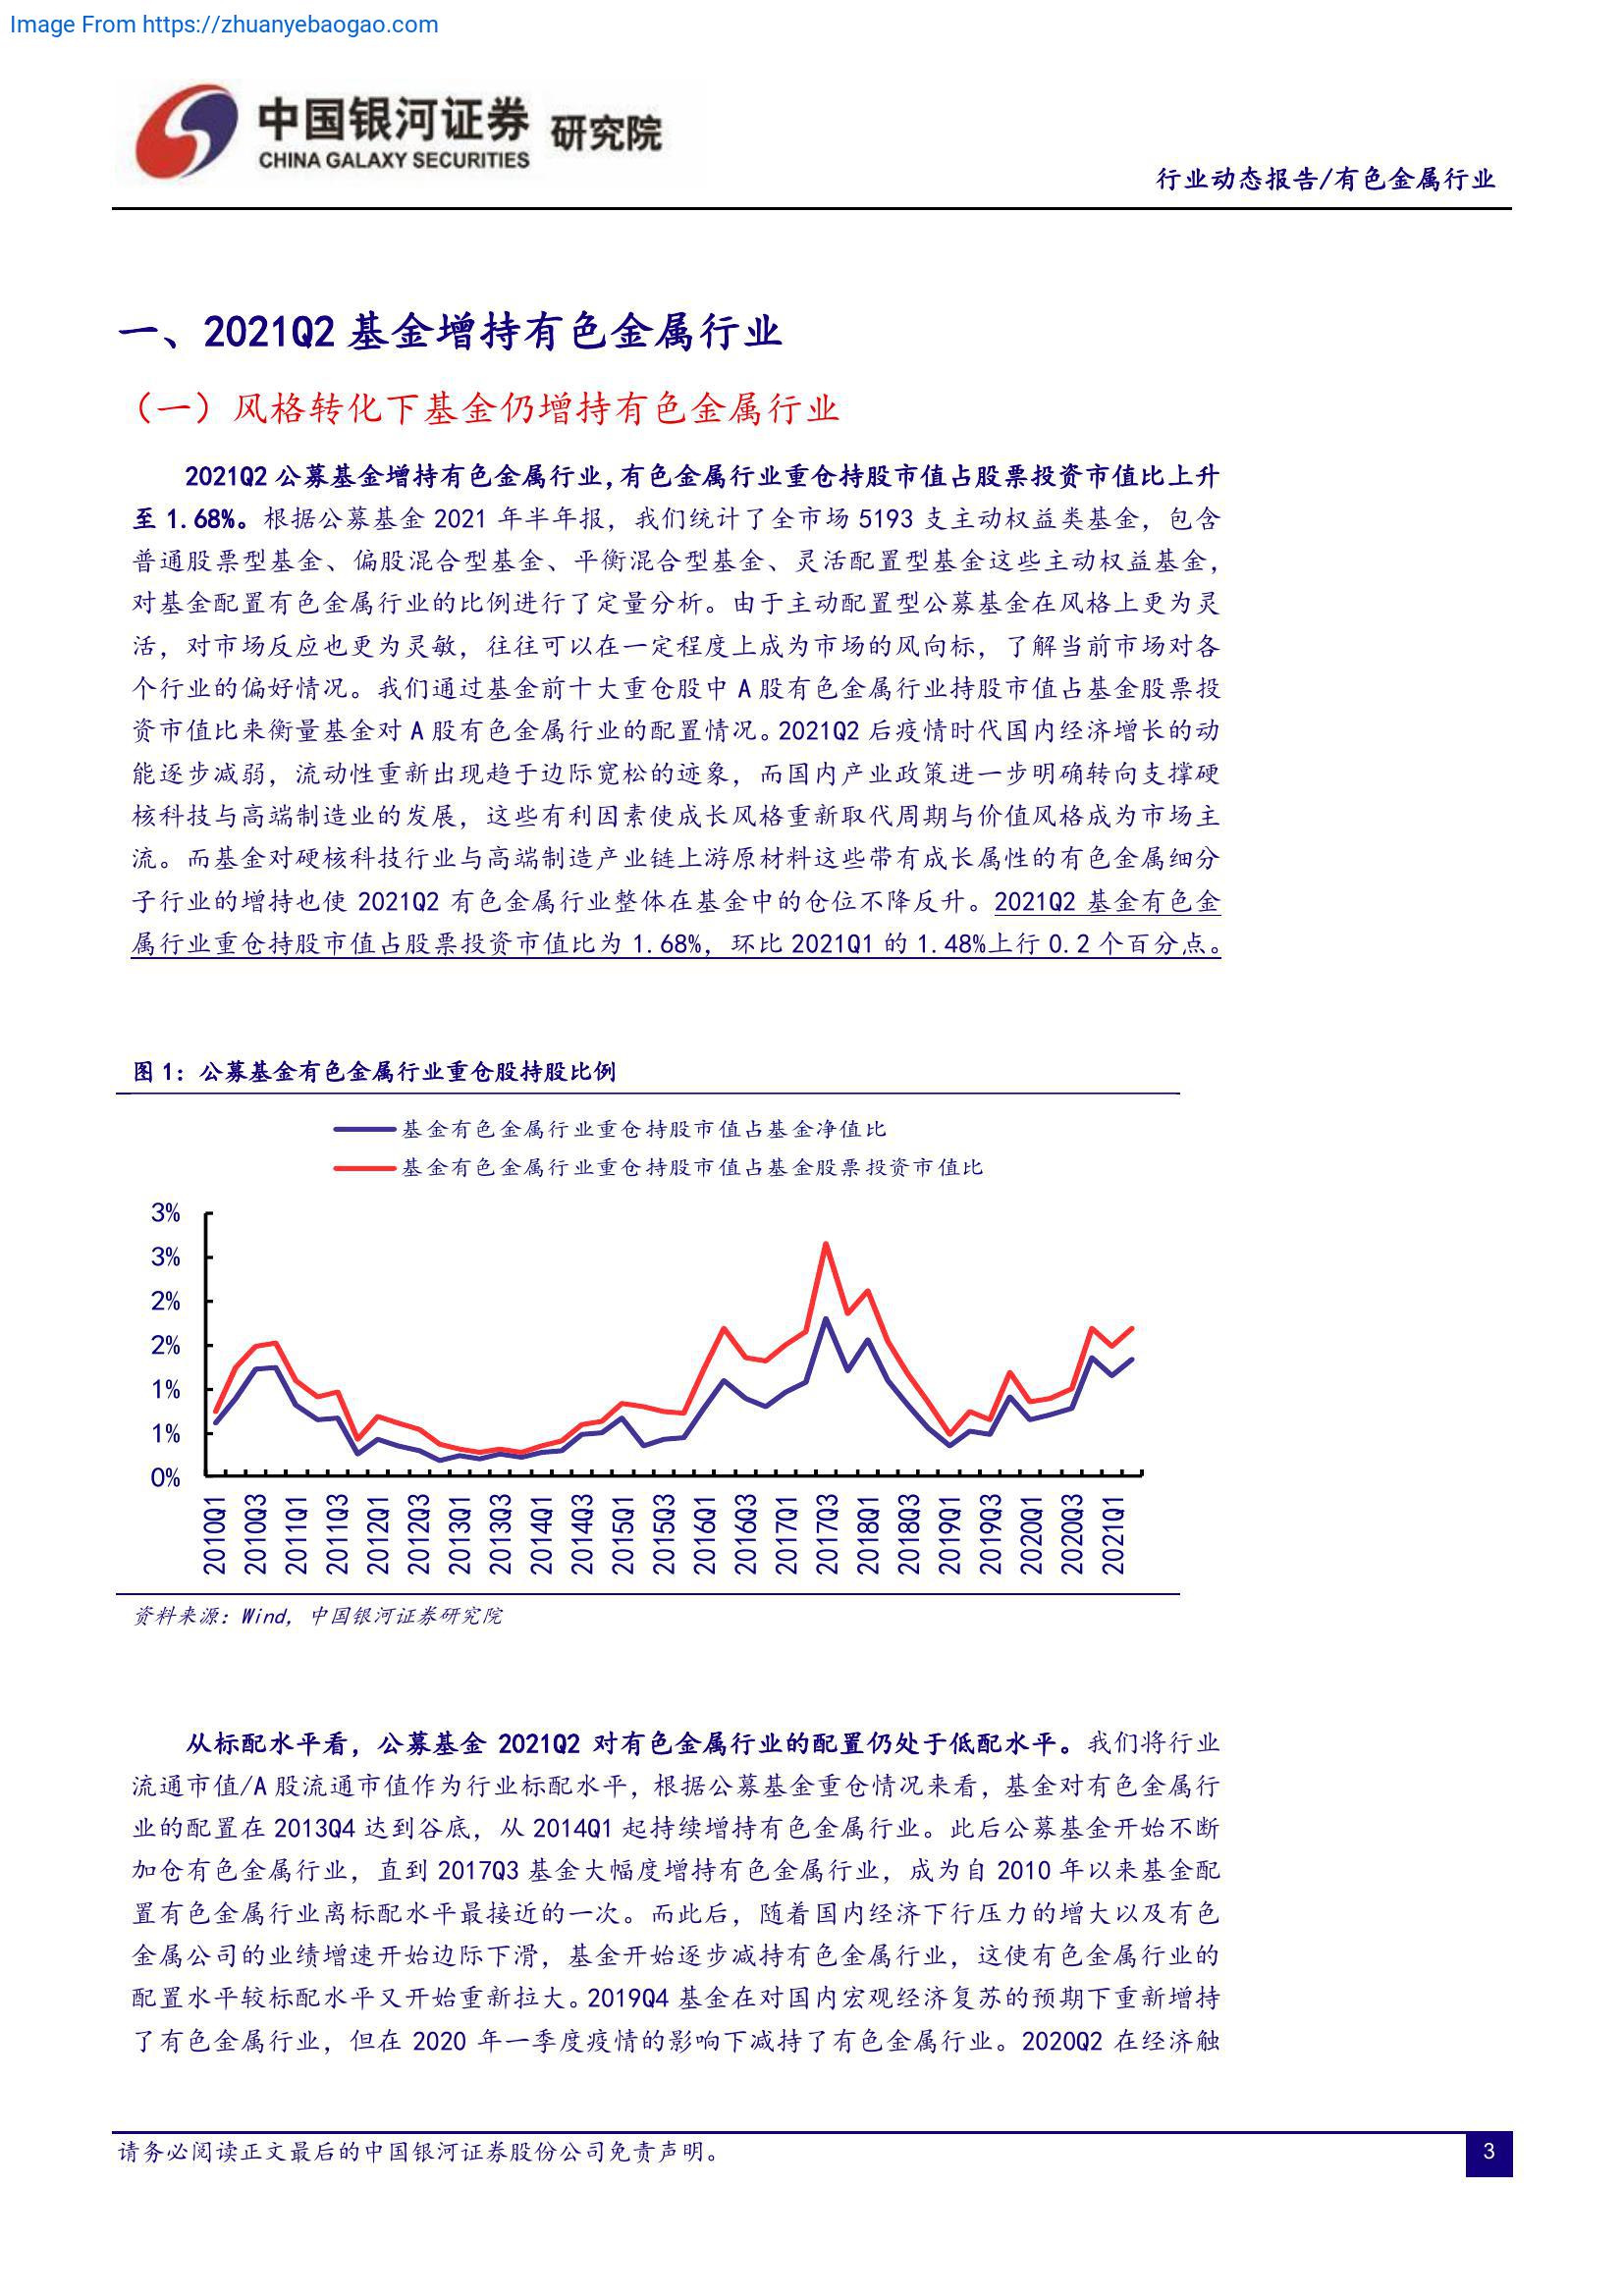 Image From https://zhuanyebaogao.com
中国银河证券 研究院
CHINA GALAXY SECURITIES
行业动态报告/有色金属行业
一、2021Q2 基金增持有色金属行业
（一）风格转化下基金仍增持有色金属行业
2021Q2 公募基金增持有色金属行业,有色金属行业重仓持股市值占股票投资市值比上升
至 1.68%。根据公募基金 2021 年半年报，我们统计了全市场 5193 支主动权益类基金，包含
普通股票型基金、偏股混合型基金、平衡混合型基金、灵活配置型基金这些主动权益基金，
对基金配置有色金属行业的比例进行了定量分析。由于主动配置型公募基金在风格上更为灵
活，对市场反应也更为灵敏，往往可以在一定程度上成为市场的风向标，了解当前市场对各
个行业的偏好情况。我们通过基金前十大重仓股中 A 股有色金属行业持股市值占基金股票投
资市值比来衡量基金对 A 股有色金属行业的配置情况。2021Q2 后疫情时代国内经济增长的动
能逐步减弱，流动性重新出现趋于边际宽松的迹象，而国内产业政策进一步明确转向支撑硬
核科技与高端制造业的发展，这些有利因素使成长风格重新取代周期与价值风格成为市场主
流。而基金对硬核科技行业与高端制造产业链上游原材料这些带有成长属性的有色金属细分
子行业的增持也使 2021Q2 有色金属行业整体在基金中的仓位不降反升。2021Q2 基金有色金
属行业重仓持股市值占股票投资市值比为 1.68%，环比 2021Q1 的 1.48%上行 0.2 个百分点。
图 1：公募基金有色金属行业重仓股持股比例
基金有色金属行业重仓持股市值占基金净值比
基金有色金属行业重仓持股市值占基金股票投资市值比
3%
3%
2%
2%
1%
1%
0%
2010Q1
2010Q3
2011Q1
2011Q3
2012Q1
2012Q3
2013Q1
2013Q3
2014Q1
2014Q3
2015Q1
2015Q3
2016Q1
2016Q3
2017Q1
2017Q3
2018Q1
2018Q3
2019Q1
2019Q3
2020Q1
2020Q3
2021Q1
资料来源：Wind，中国银河证券研究院
从标配水平看，公募基金 2021Q2 对有色金属行业的配置仍处于低配水平。我们将行业
流通市值/A 股流通市值作为行业标配水平，根据公募基金重仓情况来看，基金对有色金属行
业的配置在 2013Q4 达到谷底，从 2014Q1 起持续增持有色金属行业。此后公募基金开始不断
加仓有色金属行业，直到 2017Q3 基金大幅度增持有色金属行业，成为自 2010 年以来基金配
置有色金属行业离标配水平最接近的一次。而此后，随着国内经济下行压力的增大以及有色
金属公司的业绩增速开始边际下滑，基金开始逐步减持有色金属行业，这使有色金属行业的
配置水平较标配水平又开始重新拉大。2019Q4 基金在对国内宏观经济复苏的预期下重新增持
了有色金属行业，但在 2020 年一季度疫情的影响下减持了有色金属行业。2020Q2 在经济触
请务必阅读正文最后的中国银河证券股份公司免责声明。
3